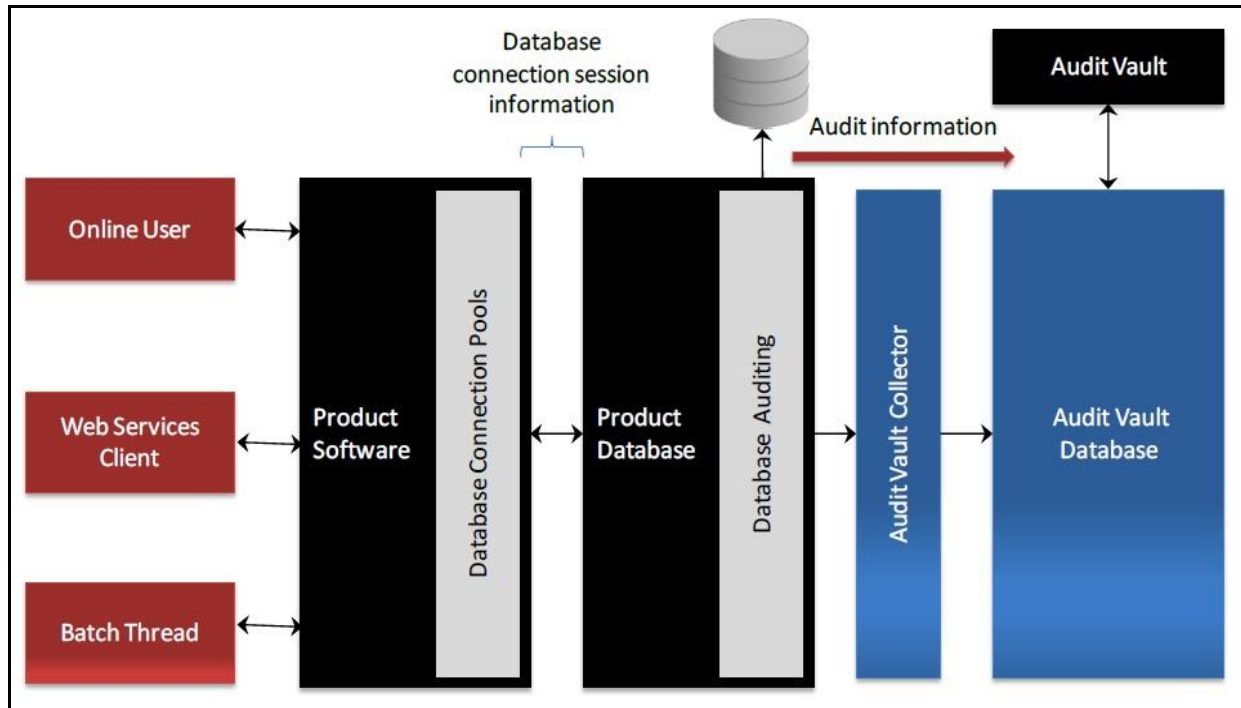 Database
connection session
information
Audit information
Audit Vault
Online User
Web Services
Client
Batch Thread
Product
Software
Database Connection Pools
Product
Database
Database Auditing
Audit Vault Collector
Audit Vault
Database